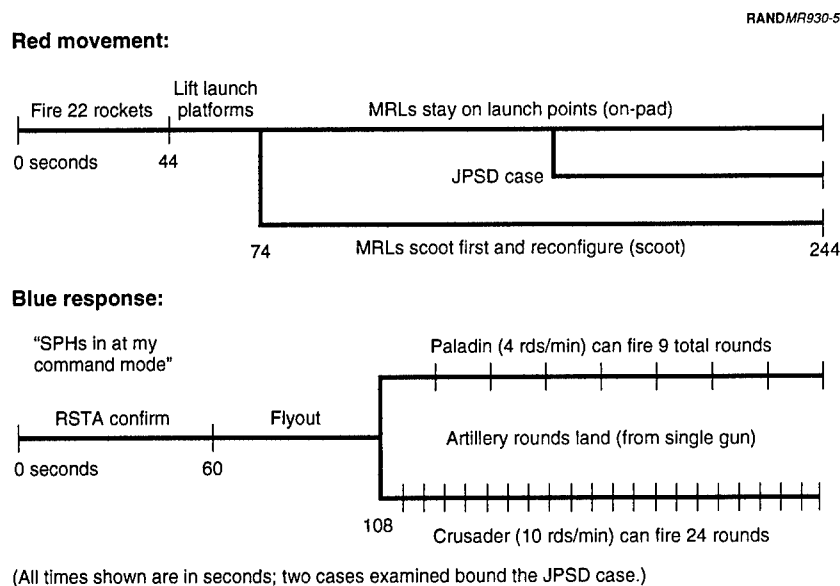 RANDMR930-5
Red movement:
Lift launch
platforms
Fire 22 rockets
MRLs stay on launch points (on-pad)
0 seconds
44
JPSD case
74
MRLs scoot first and reconfigure (scoot)
244
Blue response:
"SPHs in at my
command mode"
Paladin (4 rds/min) can fire 9 total rounds
RSTA confirm
Flyout
Artillery rounds land (from single gun)
0 seconds
60
108
Crusader (10 rds/min) can fire 24 rounds
(All times shown are in seconds; two cases examined bound the JPSD case.)